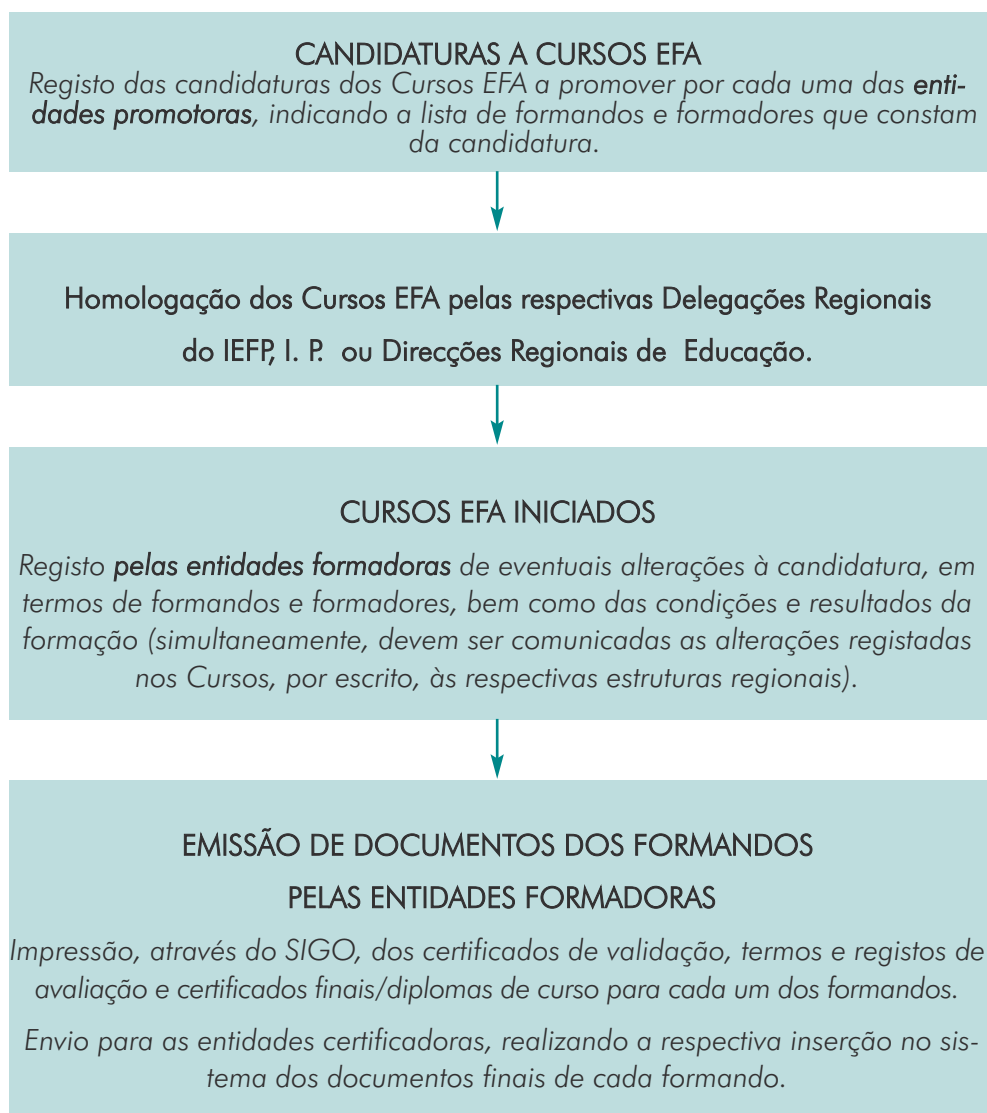 CANDIDATURAS A CURSOS EFA
Registo das candidaturas dos Cursos EFA a promover por cada uma das enti-
dades promotoras, indicando a lista de formandos e formadores que constam
da candidatura.
Homologação dos Cursos EFA pelas respectivas Delegações Regionais
do IEFP, I. P. ou Direcções Regionais de Educação.
CURSOS EFA INICIADOS
Registo pelas entidades formadoras de eventuais alterações à candidatura, em
termos de formandos e formadores, bem como das condições e resultados da
formação (simultaneamente, devem ser comunicadas as alterações registadas
nos Cursos, por escrito, às respectivas estruturas regionais).
EMISSÃO DE DOCUMENTOS DOS FORMANDOS
PELAS ENTIDADES FORMADORAS
Impressão, através do SIGO, dos certificados de validação, termos e registos de
avaliação e certificados finais/diplomas de curso para cada um dos formandos.
Envio para as entidades certificadoras, realizando a respectiva inserção no sis-
tema dos documentos finais de cada formando.